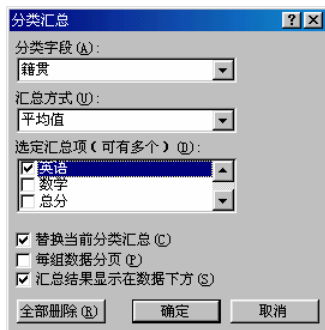 分类汇总
分类字段(A):
籍贯
汇总方式(U):
平均值
选定汇总项(可有多个)(D):
英语
数学
总分
替换当前分类汇总(C)
每组数据分页(P)
汇总结果显示在数据下方(S)
全部删除(R) 确定 取消